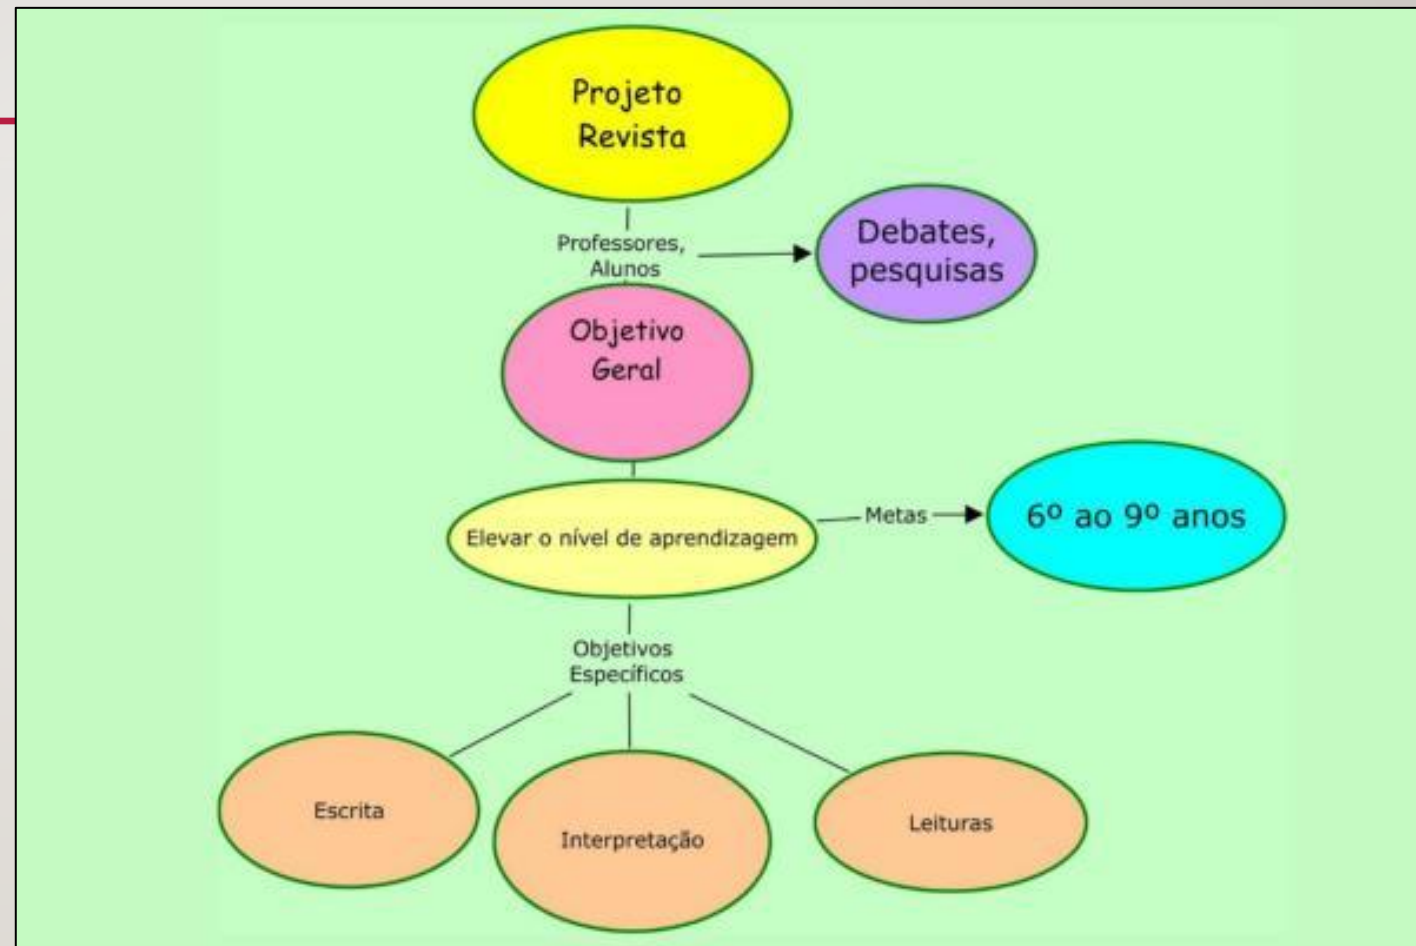 Projeto
Revista
Professores,
Alunos
Debates,
pesquisas
Objetivo
Geral
Elevar o nível de aprendizagem
Metas
6º ao 9º anos
Objetivos
Específicos
Escrita
Interpretação
Leituras